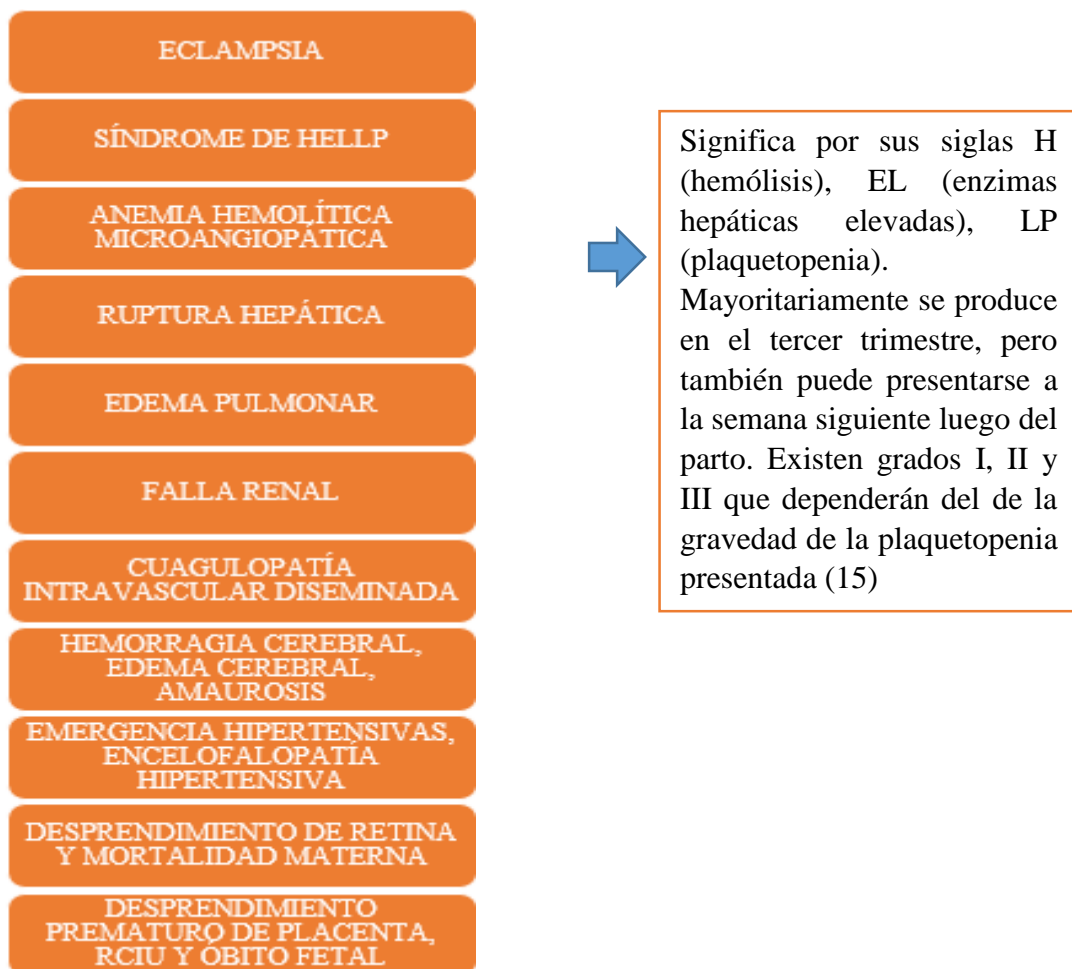 ECLAMPSIA
SÍNDROME DE HELLP
ANEMIA HEMOLÍTICA
MICROANGIOPÁTICA
RUPTURA HEPÁTICA
EDEMA PULMONAR
FALLA RENAL
CUAGULOPATÍA
INTRAVASCULAR DISEMINADA
HEMORRAGIA CEREBRAL,
EDEMA CEREBRAL,
AMAUROSIS
EMERGENCIA HIPERTENSIVAS,
ENCELOFALOPATÍA
HIPERTENSIVA
DESPRENDIMIENTO DE RETINA
Y MORTALIDAD MATERNA
DESPRENDIMIENTO
PREMATURO DE PLACENTA,
RCIU Y ÓBITO FETAL
Significa por sus siglas H
(hemólisis), EL (enzimas
hepáticas elevadas), LP
(plaquetopenia).
Mayoritariamente se produce
en el tercer trimestre, pero
también puede presentarse a
la semana siguiente luego del
parto. Existen grados I, II y
III que dependerán del de la
gravedad de la plaquetopenia
presentada (15)